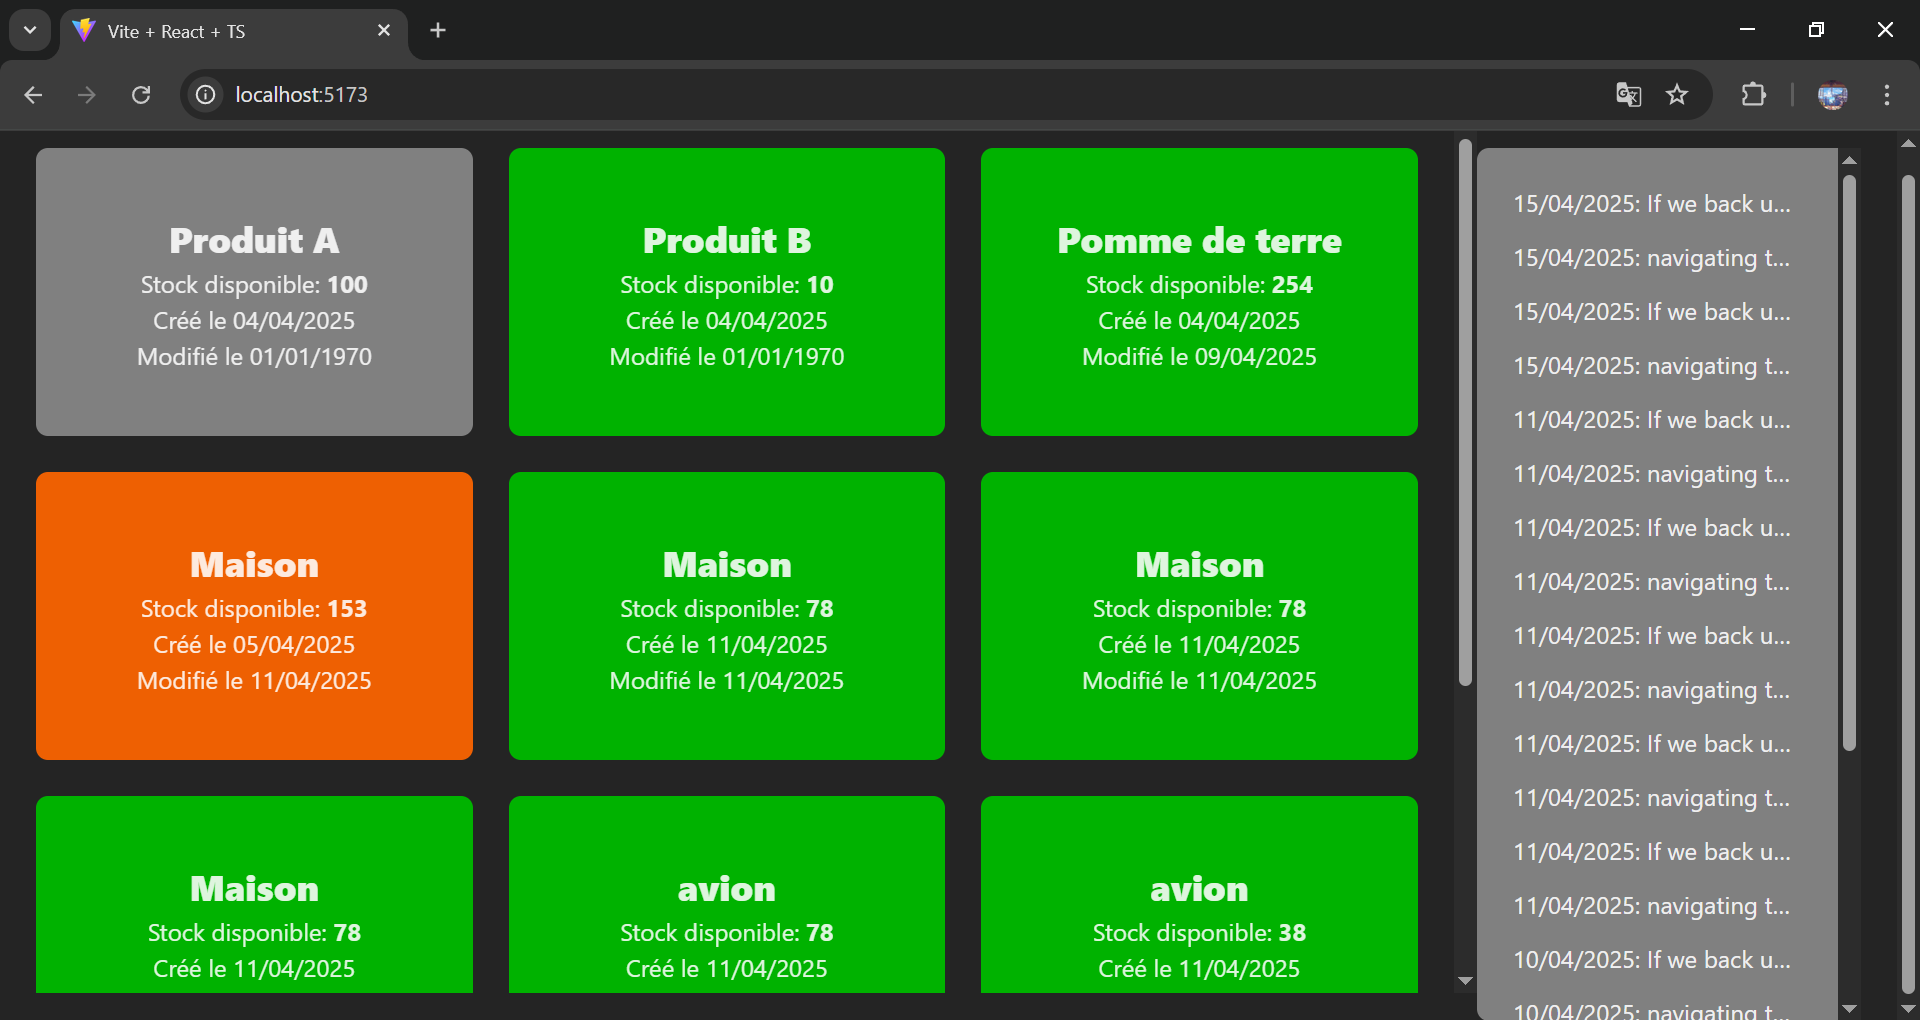 Vite + React + TS
localhost:5173
Produit A
Stock disponible: 100
Créé le 04/04/2025
Modifié le 01/01/1970
Produit B
Stock disponible: 10
Créé le 04/04/2025
Modifié le 01/01/1970
Pomme de terre
Stock disponible: 254
Créé le 04/04/2025
Modifié le 09/04/2025
Maison
Stock disponible: 153
Créé le 05/04/2025
Modifié le 11/04/2025
Maison
Stock disponible: 78
Créé le 11/04/2025
Modifié le 11/04/2025
Maison
Stock disponible: 78
Créé le 11/04/2025
Modifié le 11/04/2025
Maison
Stock disponible: 78
Créé le 11/04/2025
avion
Stock disponible: 78
Créé le 11/04/2025
avion
Stock disponible: 38
Créé le 11/04/2025
15/04/2025: If we back u...
15/04/2025: navigating t...
15/04/2025: If we back u...
15/04/2025: navigating t...
11/04/2025: If we back u...
11/04/2025: navigating t...
11/04/2025: If we back u...
11/04/2025: navigating t...
11/04/2025: If we back u...
11/04/2025: navigating t...
11/04/2025: If we back u...
11/04/2025: navigating t...
11/04/2025: If we back u...
11/04/2025: navigating t...
10/04/2025: If we back u...
10/04/2025: navigating t...